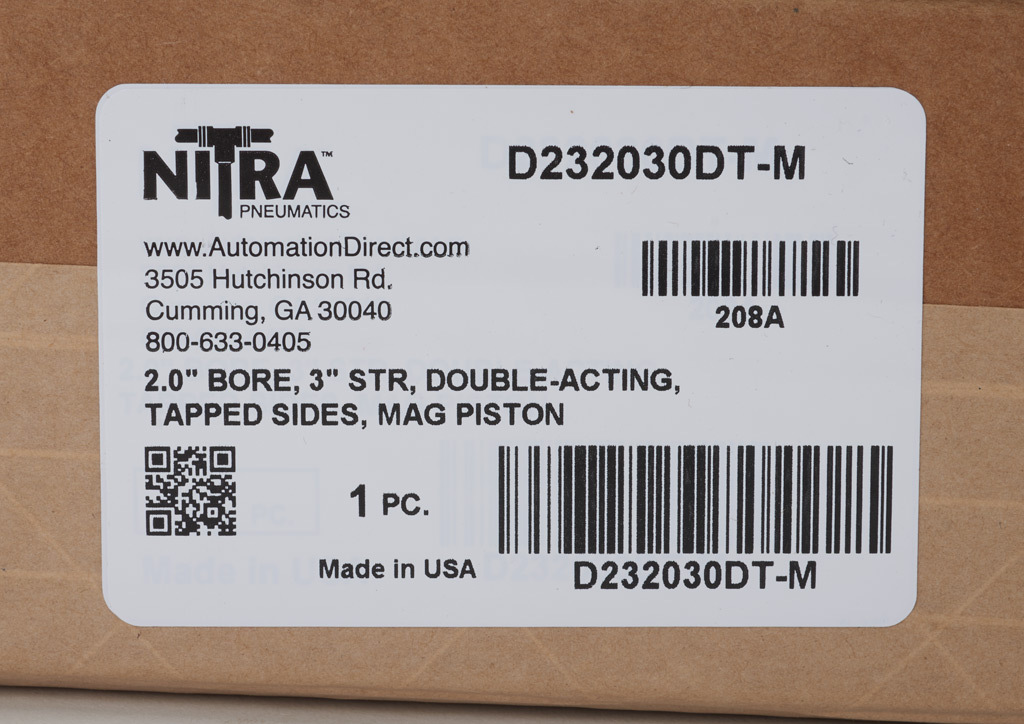 NITRA™
PNEUMATICS
D232030DT-M
www.AutomationDirect.com
3505 Hutchinson Rd.
Cumming, GA 30040
800-633-0405
208A
2.0" BORE, 3" STR, DOUBLE-ACTING,
TAPPED SIDES, MAG PISTON
1 PC.
Made in USA
D232030DT-M